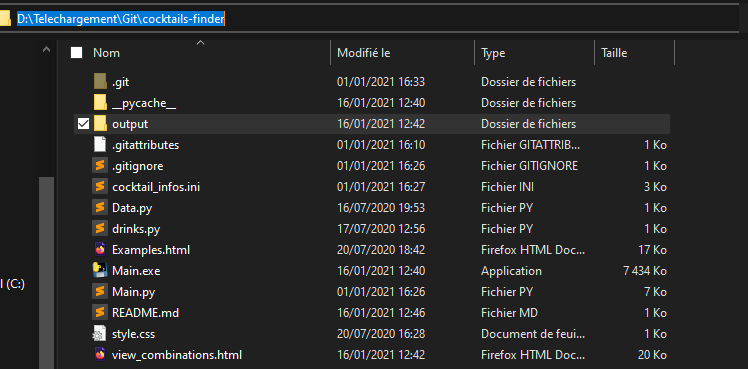 D:\Telechargement\Git\cocktails-finder
Nom Modifié le Type Taille
.git 01/01/2021 16:33 Dossier de fichiers
__pycache__ 16/01/2021 12:40 Dossier de fichiers
output 16/01/2021 12:42 Dossier de fichiers
.gitattributes 01/01/2021 16:10 Fichier GITATTRIB... 1 Ko
.gitignore 01/01/2021 16:26 Fichier GITIGNORE 1 Ko
cocktail_infos.ini 01/01/2021 16:27 Fichier INI 3 Ko
Data.py 16/07/2020 19:53 Fichier PY 1 Ko
drinks.py 17/07/2020 12:56 Fichier PY 1 Ko
Examples.html 20/07/2020 18:42 Firefox HTML Doc... 17 Ko
l (C:) Main.exe 16/01/2021 12:40 Application 7 434 Ko
Main.py 01/01/2021 16:26 Fichier PY 7 Ko
README.md 16/01/2021 12:46 Fichier MD 1 Ko
style.css 20/07/2020 16:28 Document de feui... 1 Ko
view_combinations.html 16/01/2021 12:42 Firefox HTML Doc... 20 Ko